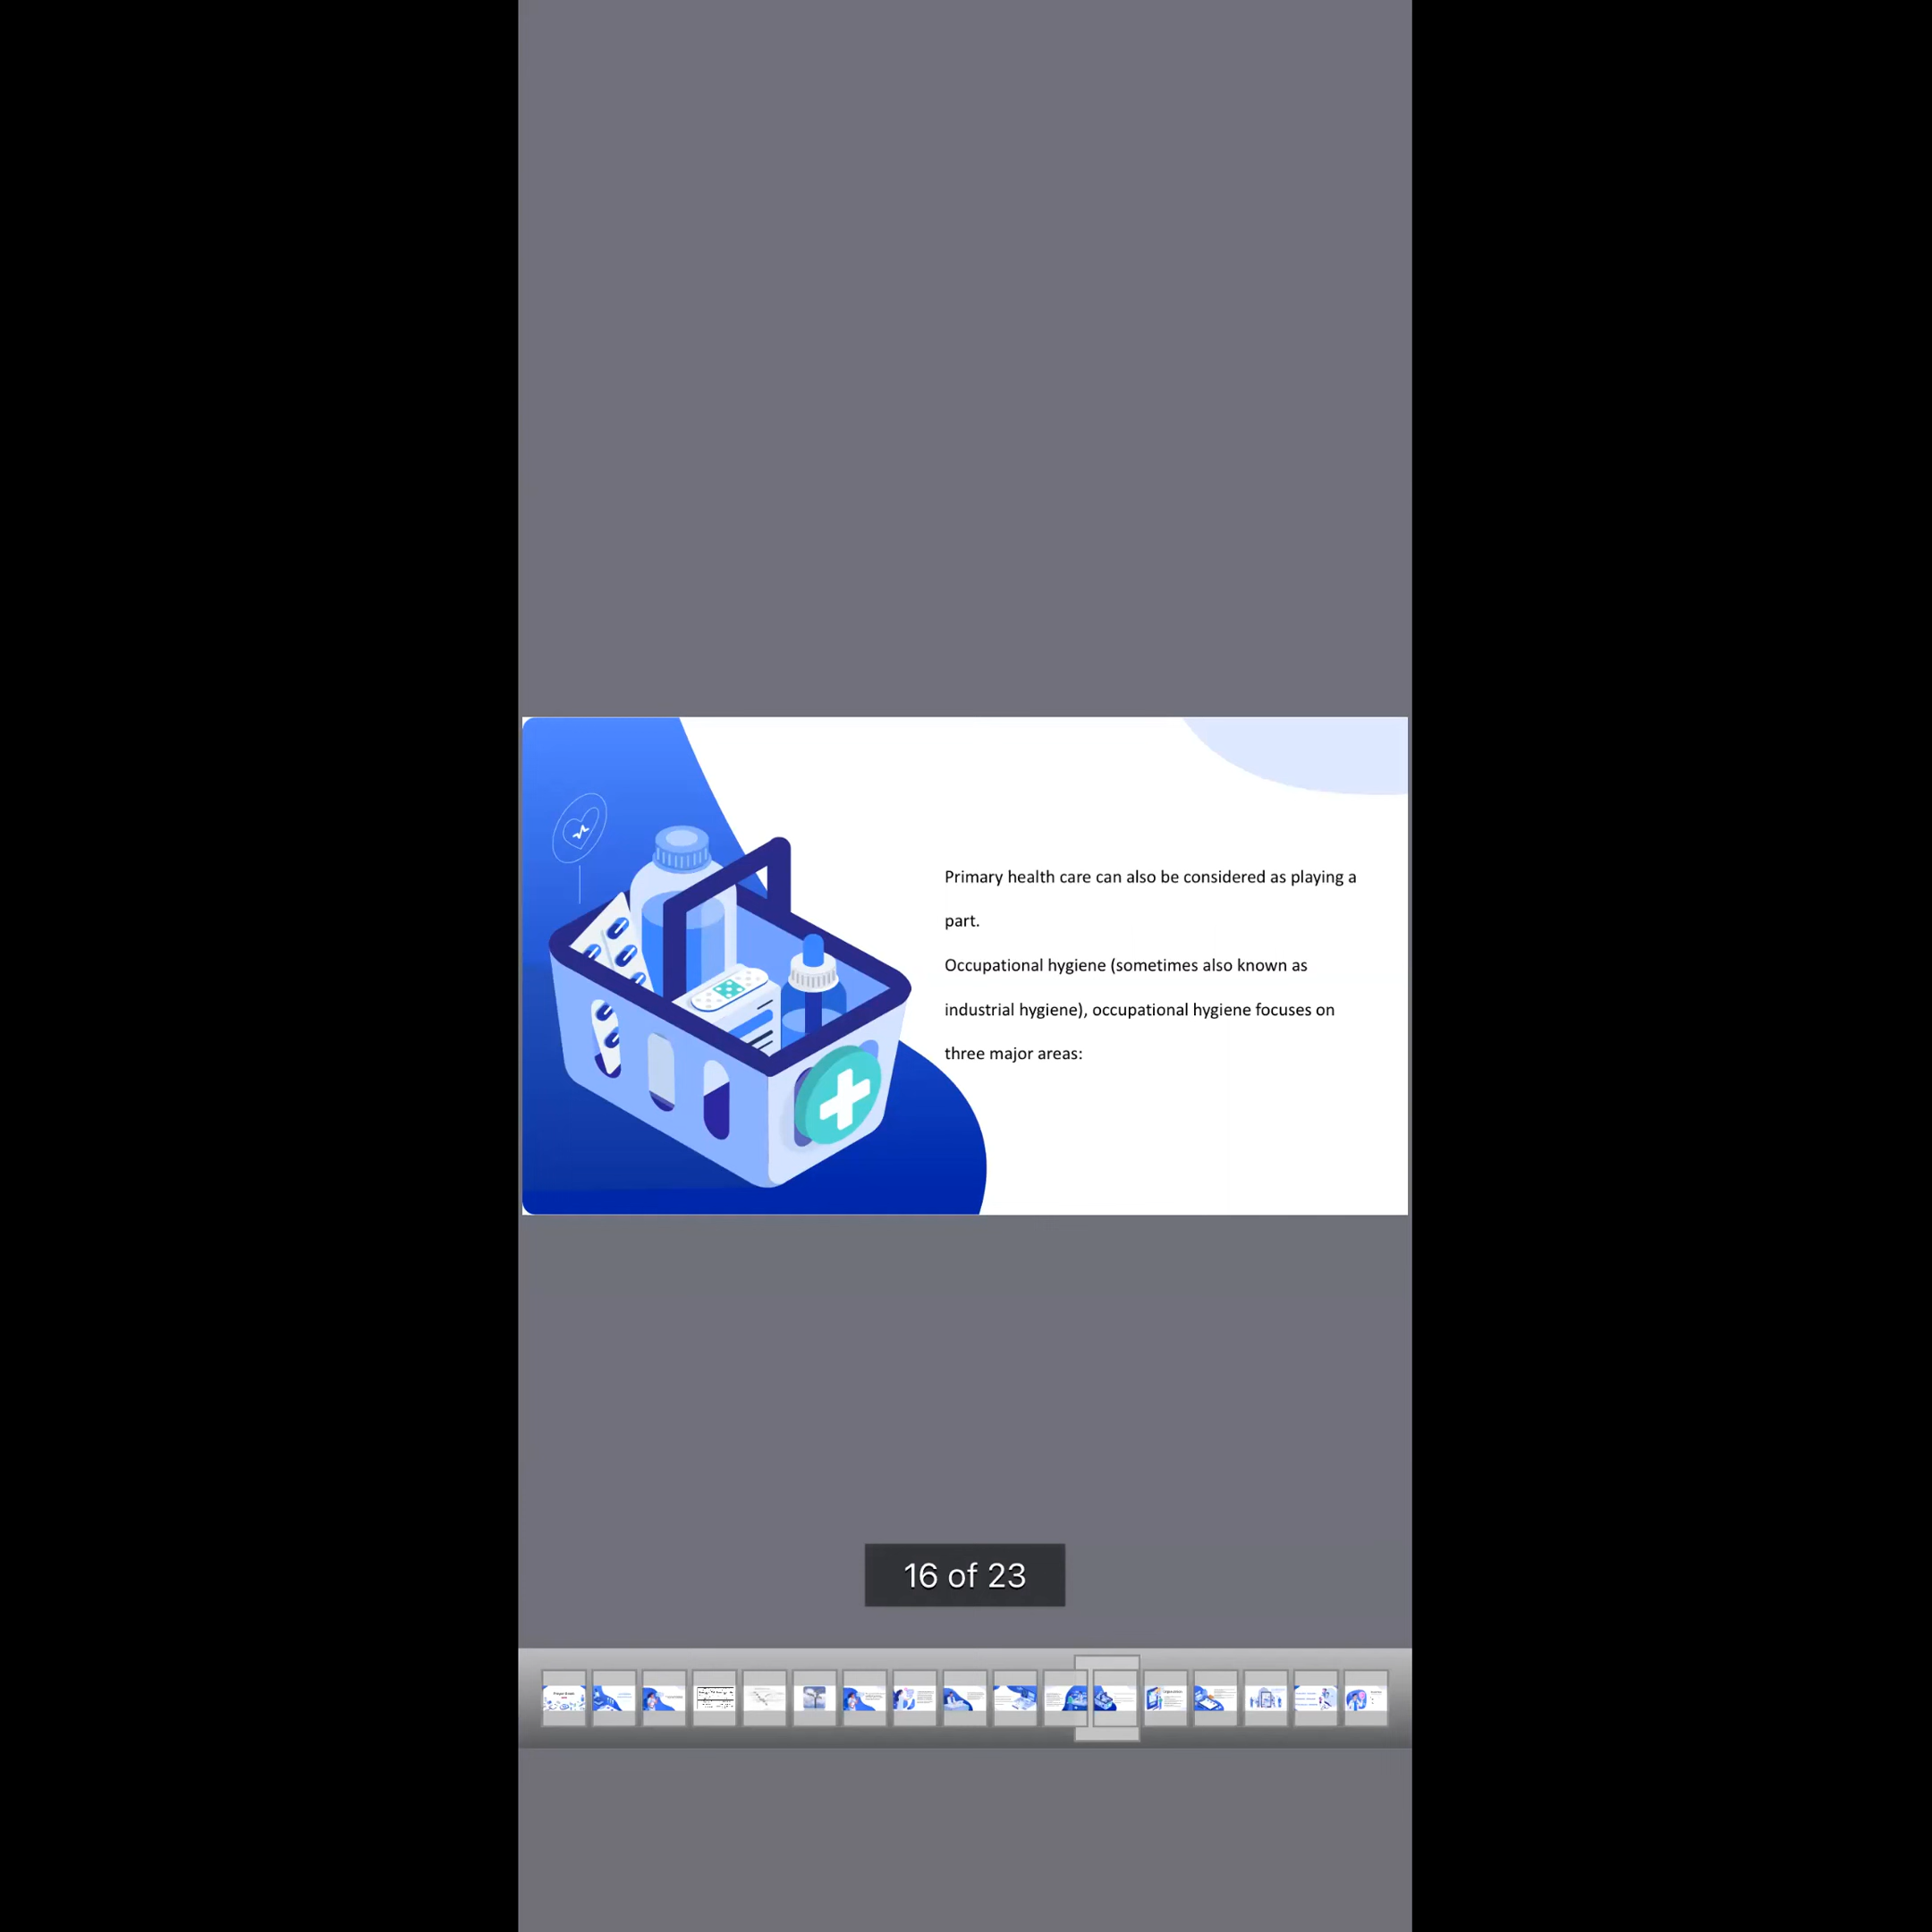 Primary health care can also be considered as playing a
part.
Occupational hygiene (sometimes also known as
industrial hygiene), occupational hygiene focuses on
three major areas:
16 of 23